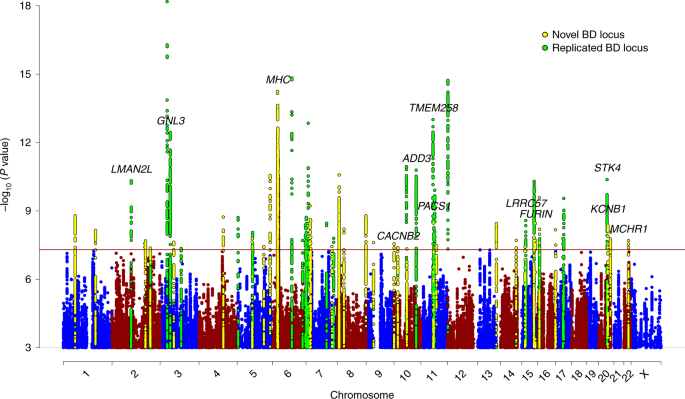 18
15
12
9
6
3
–log10 (P value)
Novel BD locus
Replicated BD locus
MHC
TMEM258
GNL3
LMAN2L
ADD3
STK4
PACS1
LRRC57
FURIN
KCNB1
CACNB2
MCHR1
1 2 3 4 5 6 7 8 9 10 11 12 13 14 15 16 17 18 19 20 21 22 X
Chromosome